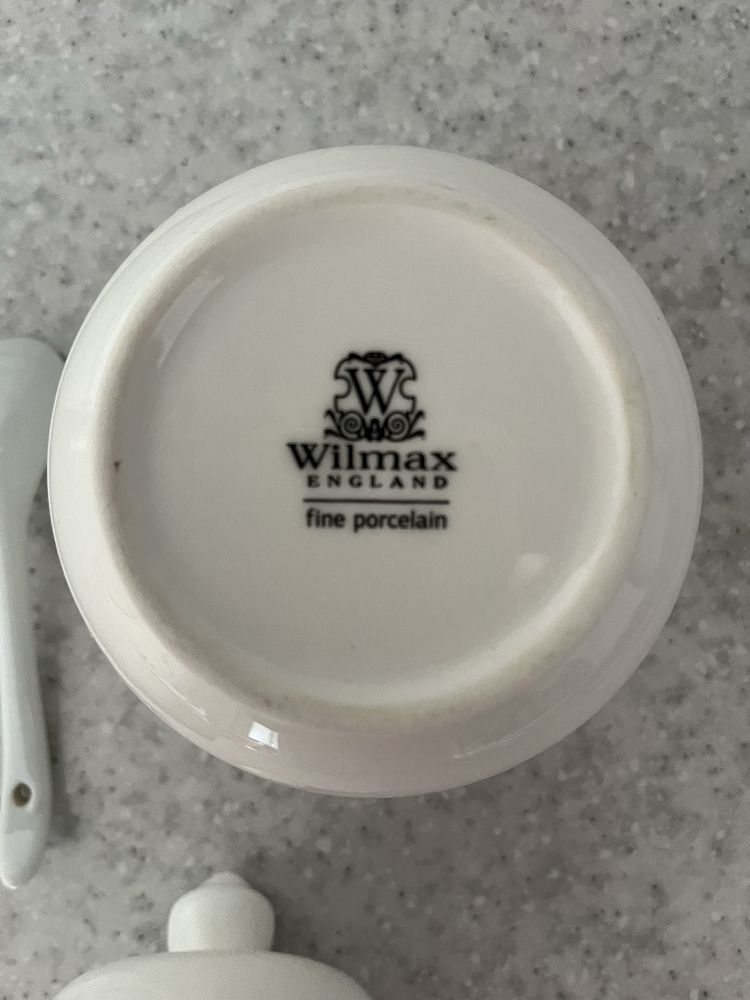 W
Wilmax
ENGLAND
fine porcelain